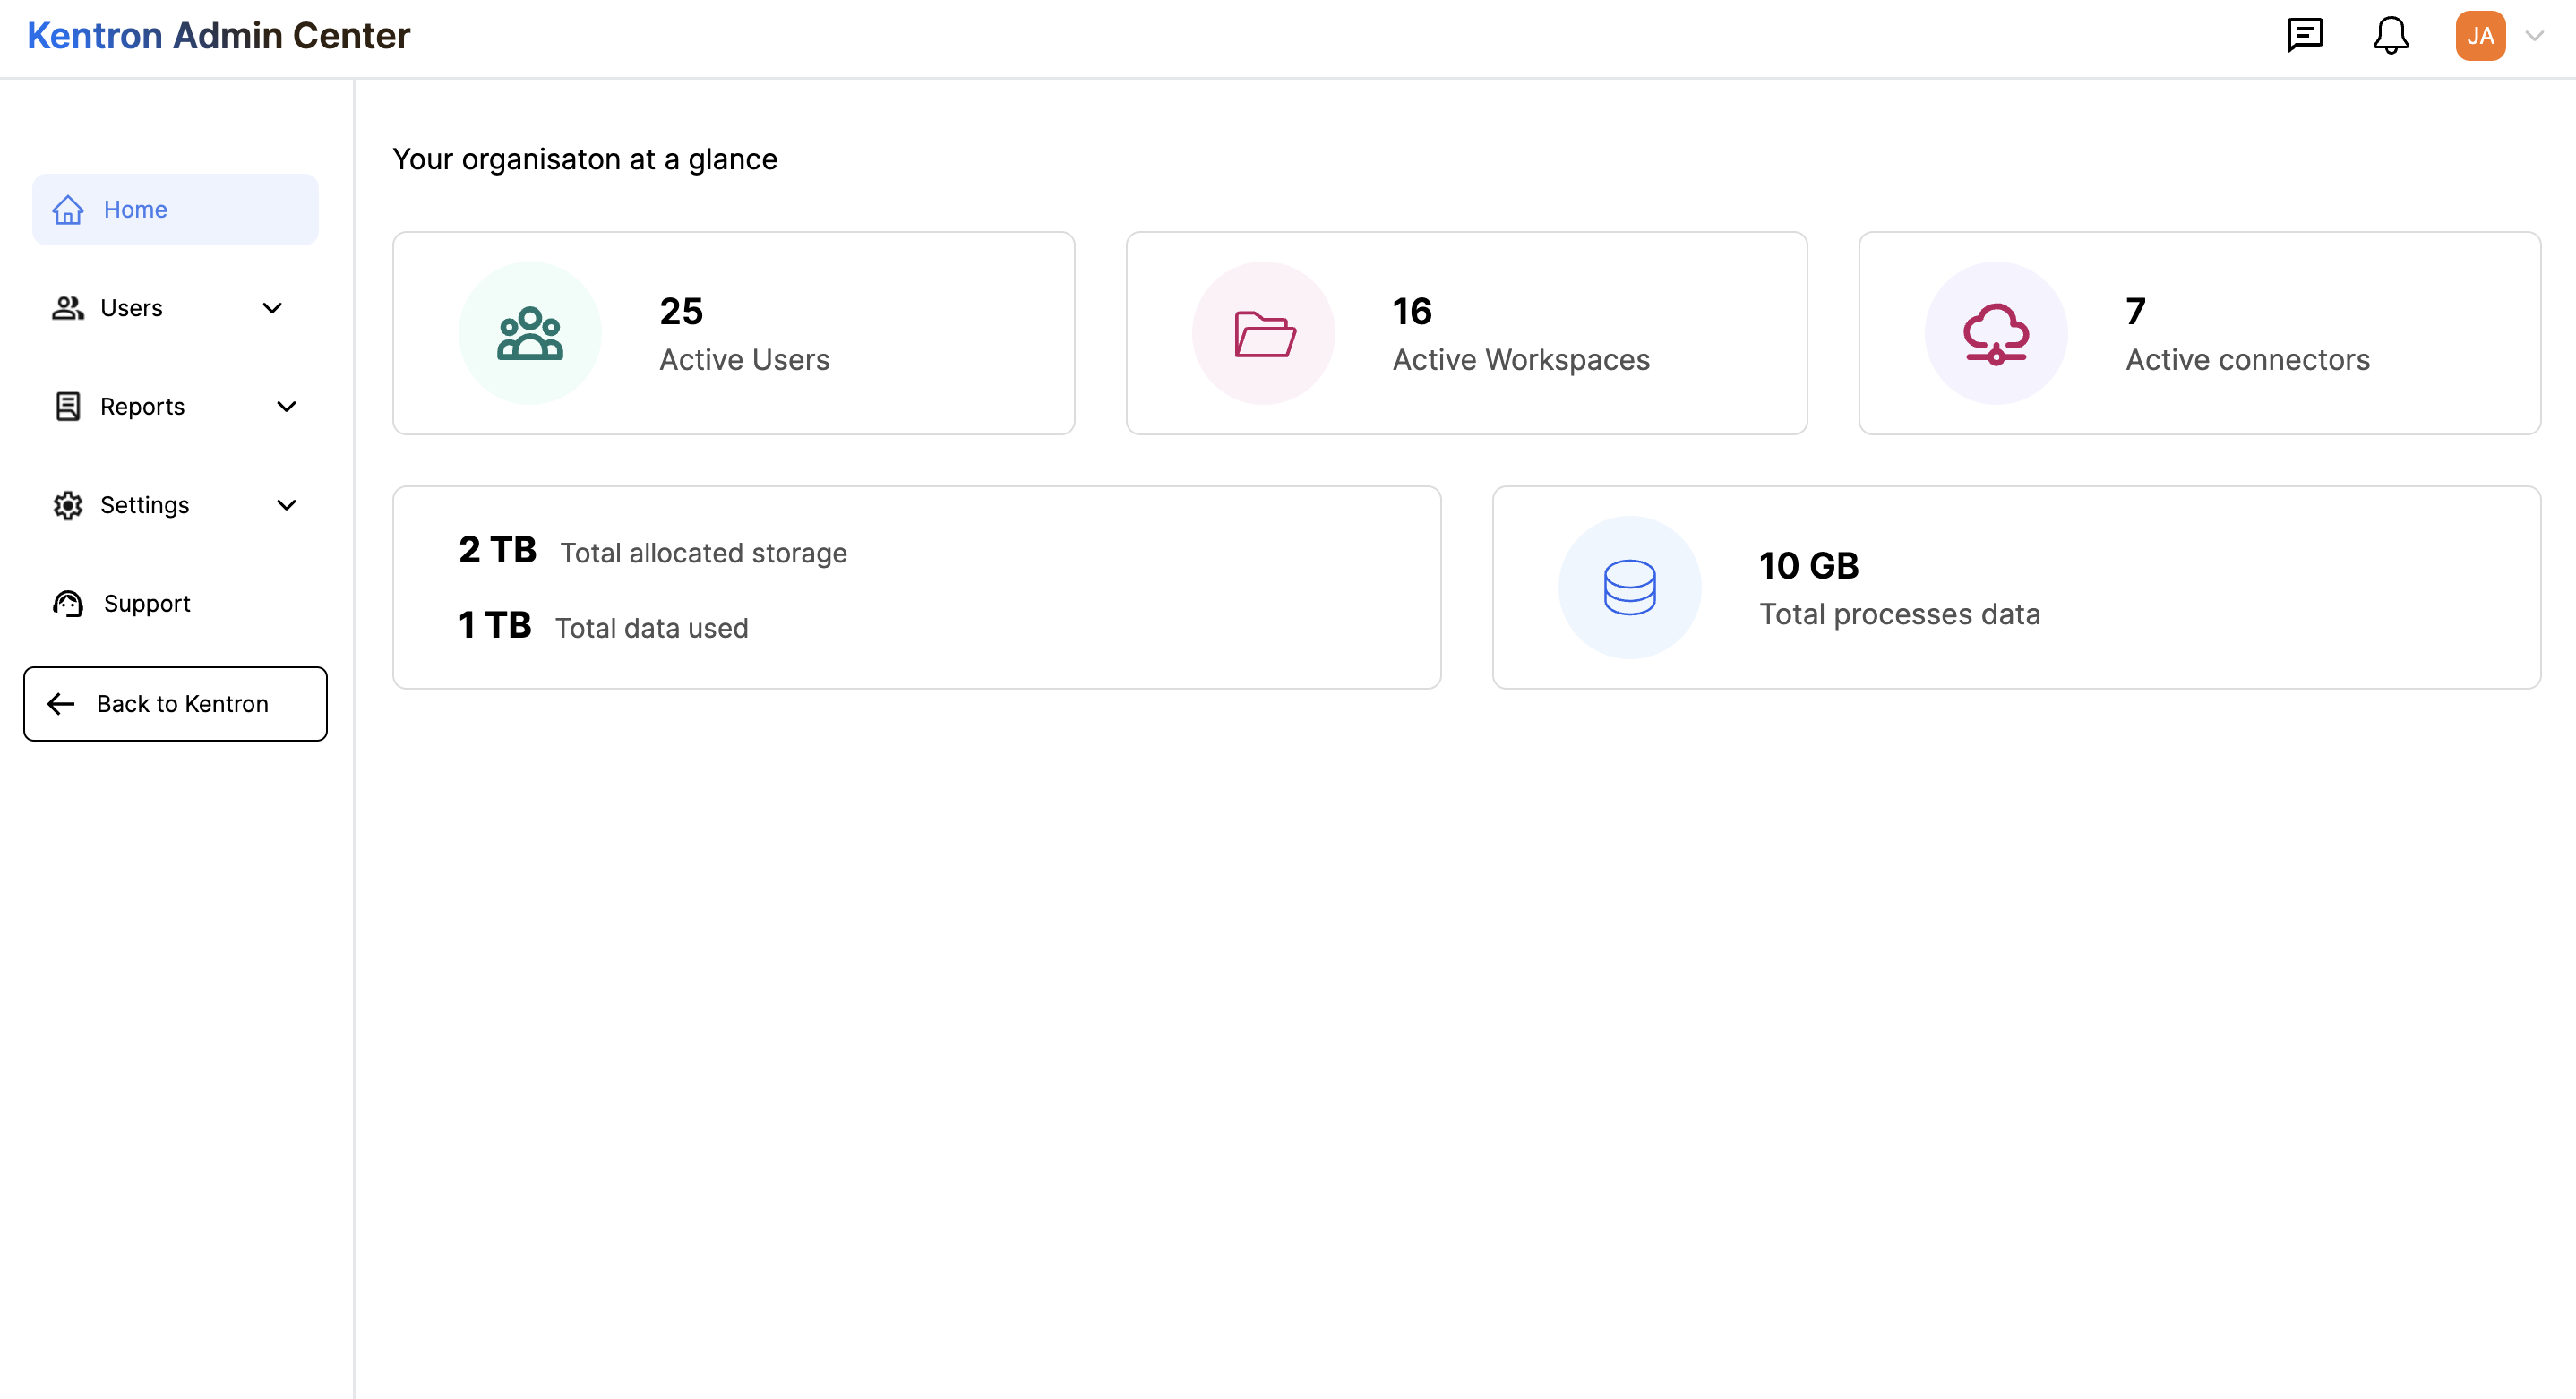 Kentron Admin Center
JA
Home
Users
Reports
Settings
Support
Back to Kentron
Your organisaton at a glance
25
Active Users
16
Active Workspaces
7
Active connectors
2 TB Total allocated storage
1 TB Total data used
10 GB
Total processes data